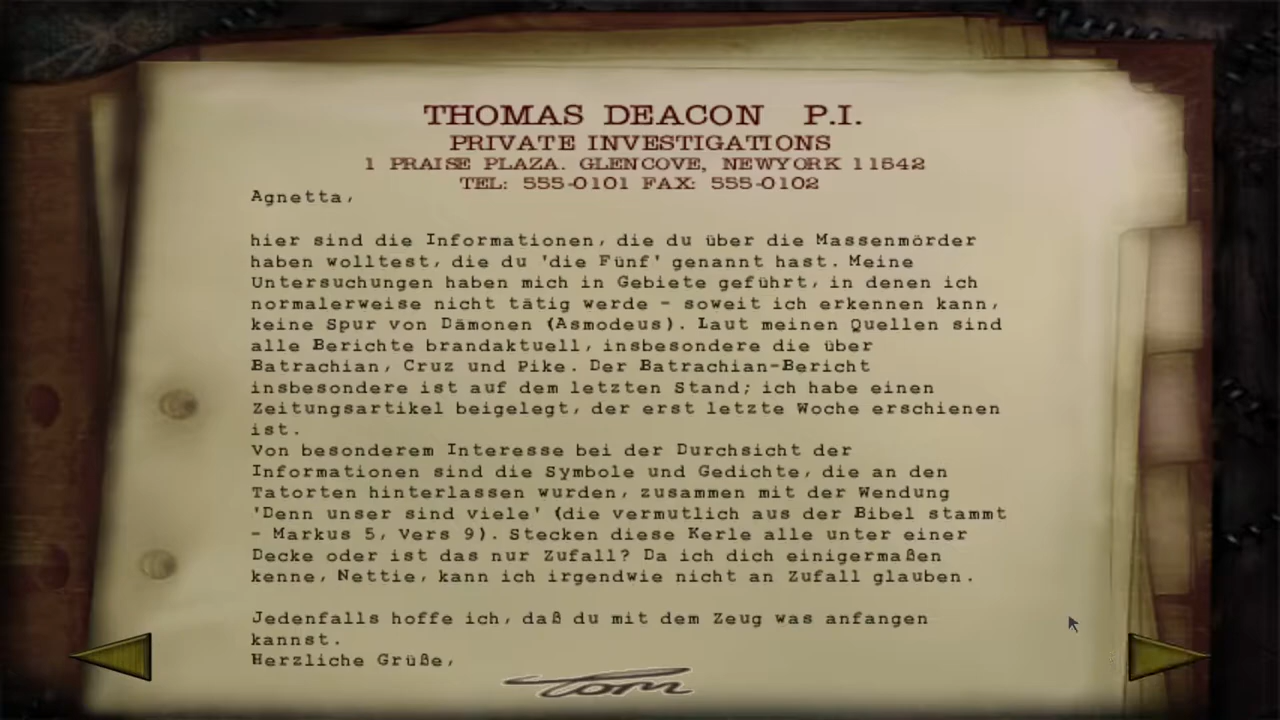 THOMAS DEACON P.I.
PRIVATE INVESTIGATIONS
1 PRAISE PLAZA. GLENCOVE, NEWYORK 11542
TEL: 555-0101 FAX: 555-0102
Agnetta,
hier sind die Informationen, die du über die Massenmörder
haben wolltest, die du 'die Fünf' genannt hast. Meine
Untersuchungen haben mich in Gebiete geführt, in denen ich
normalerweise nicht tätig werde - soweit ich erkennen kann,
keine Spur von Dämonen (Asmodeus). Laut meinen Quellen sind
alle Berichte brandaktuell, insbesondere die über
Batrachian, Cruz und Pike. Der Batrachian-Bericht
insbesondere ist auf dem letzten Stand; ich habe einen
Zeitungsartikel beigelegt, der erst letzte Woche erschienen
ist.
Von besonderem Interesse bei der Durchsicht der
Informationen sind die Symbole und Gedichte, die an den
Tatorten hinterlassen wurden, zusammen mit der Wendung
'Denn unser sind viele' (die vermutlich aus der Bibel stammt
- Markus 5, Vers 9). Stecken diese Kerle alle unter einer
Decke oder ist das nur Zufall? Da ich dich einigermaßen
kenne, Nettie, kann ich irgendwie nicht an Zufall glauben.
Jedenfalls hoffe ich, daß du mit dem Zeug was anfangen
kannst.
Herzliche Grüße,
Tom